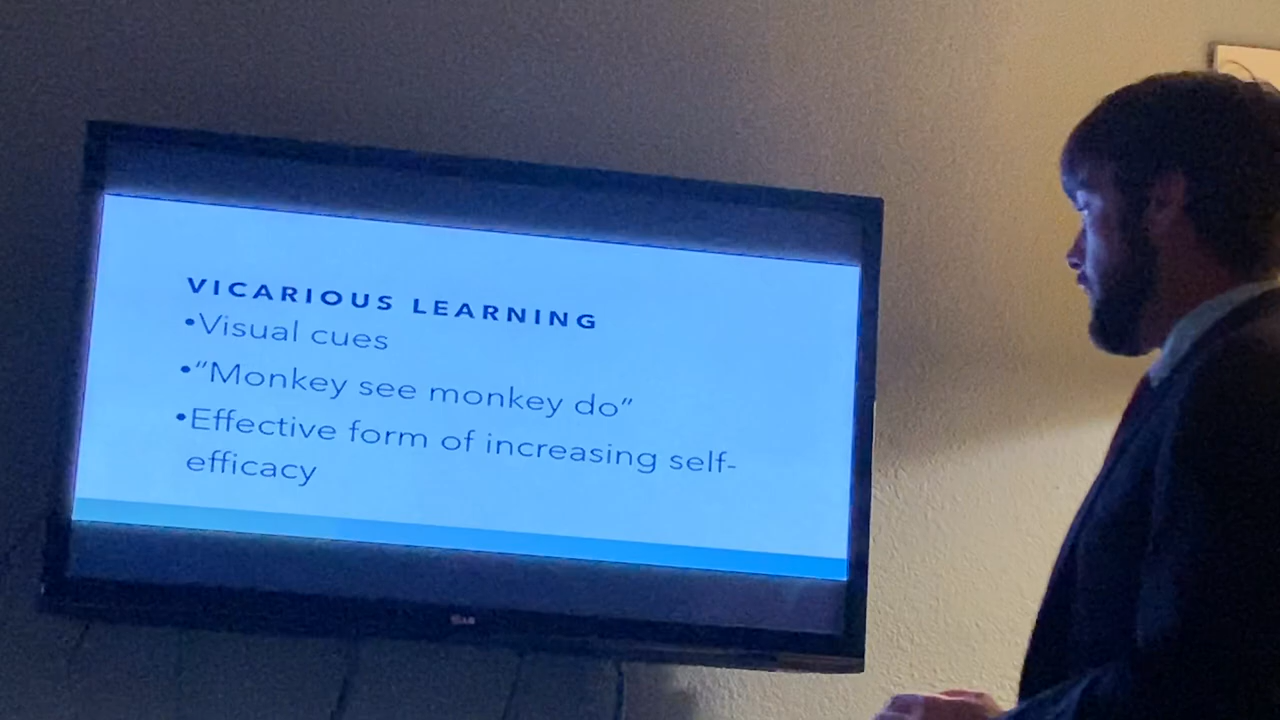 VICARIOUS LEARNING
•Visual cues
•“Monkey see monkey do”
•Effective form of increasing self-
efficacy